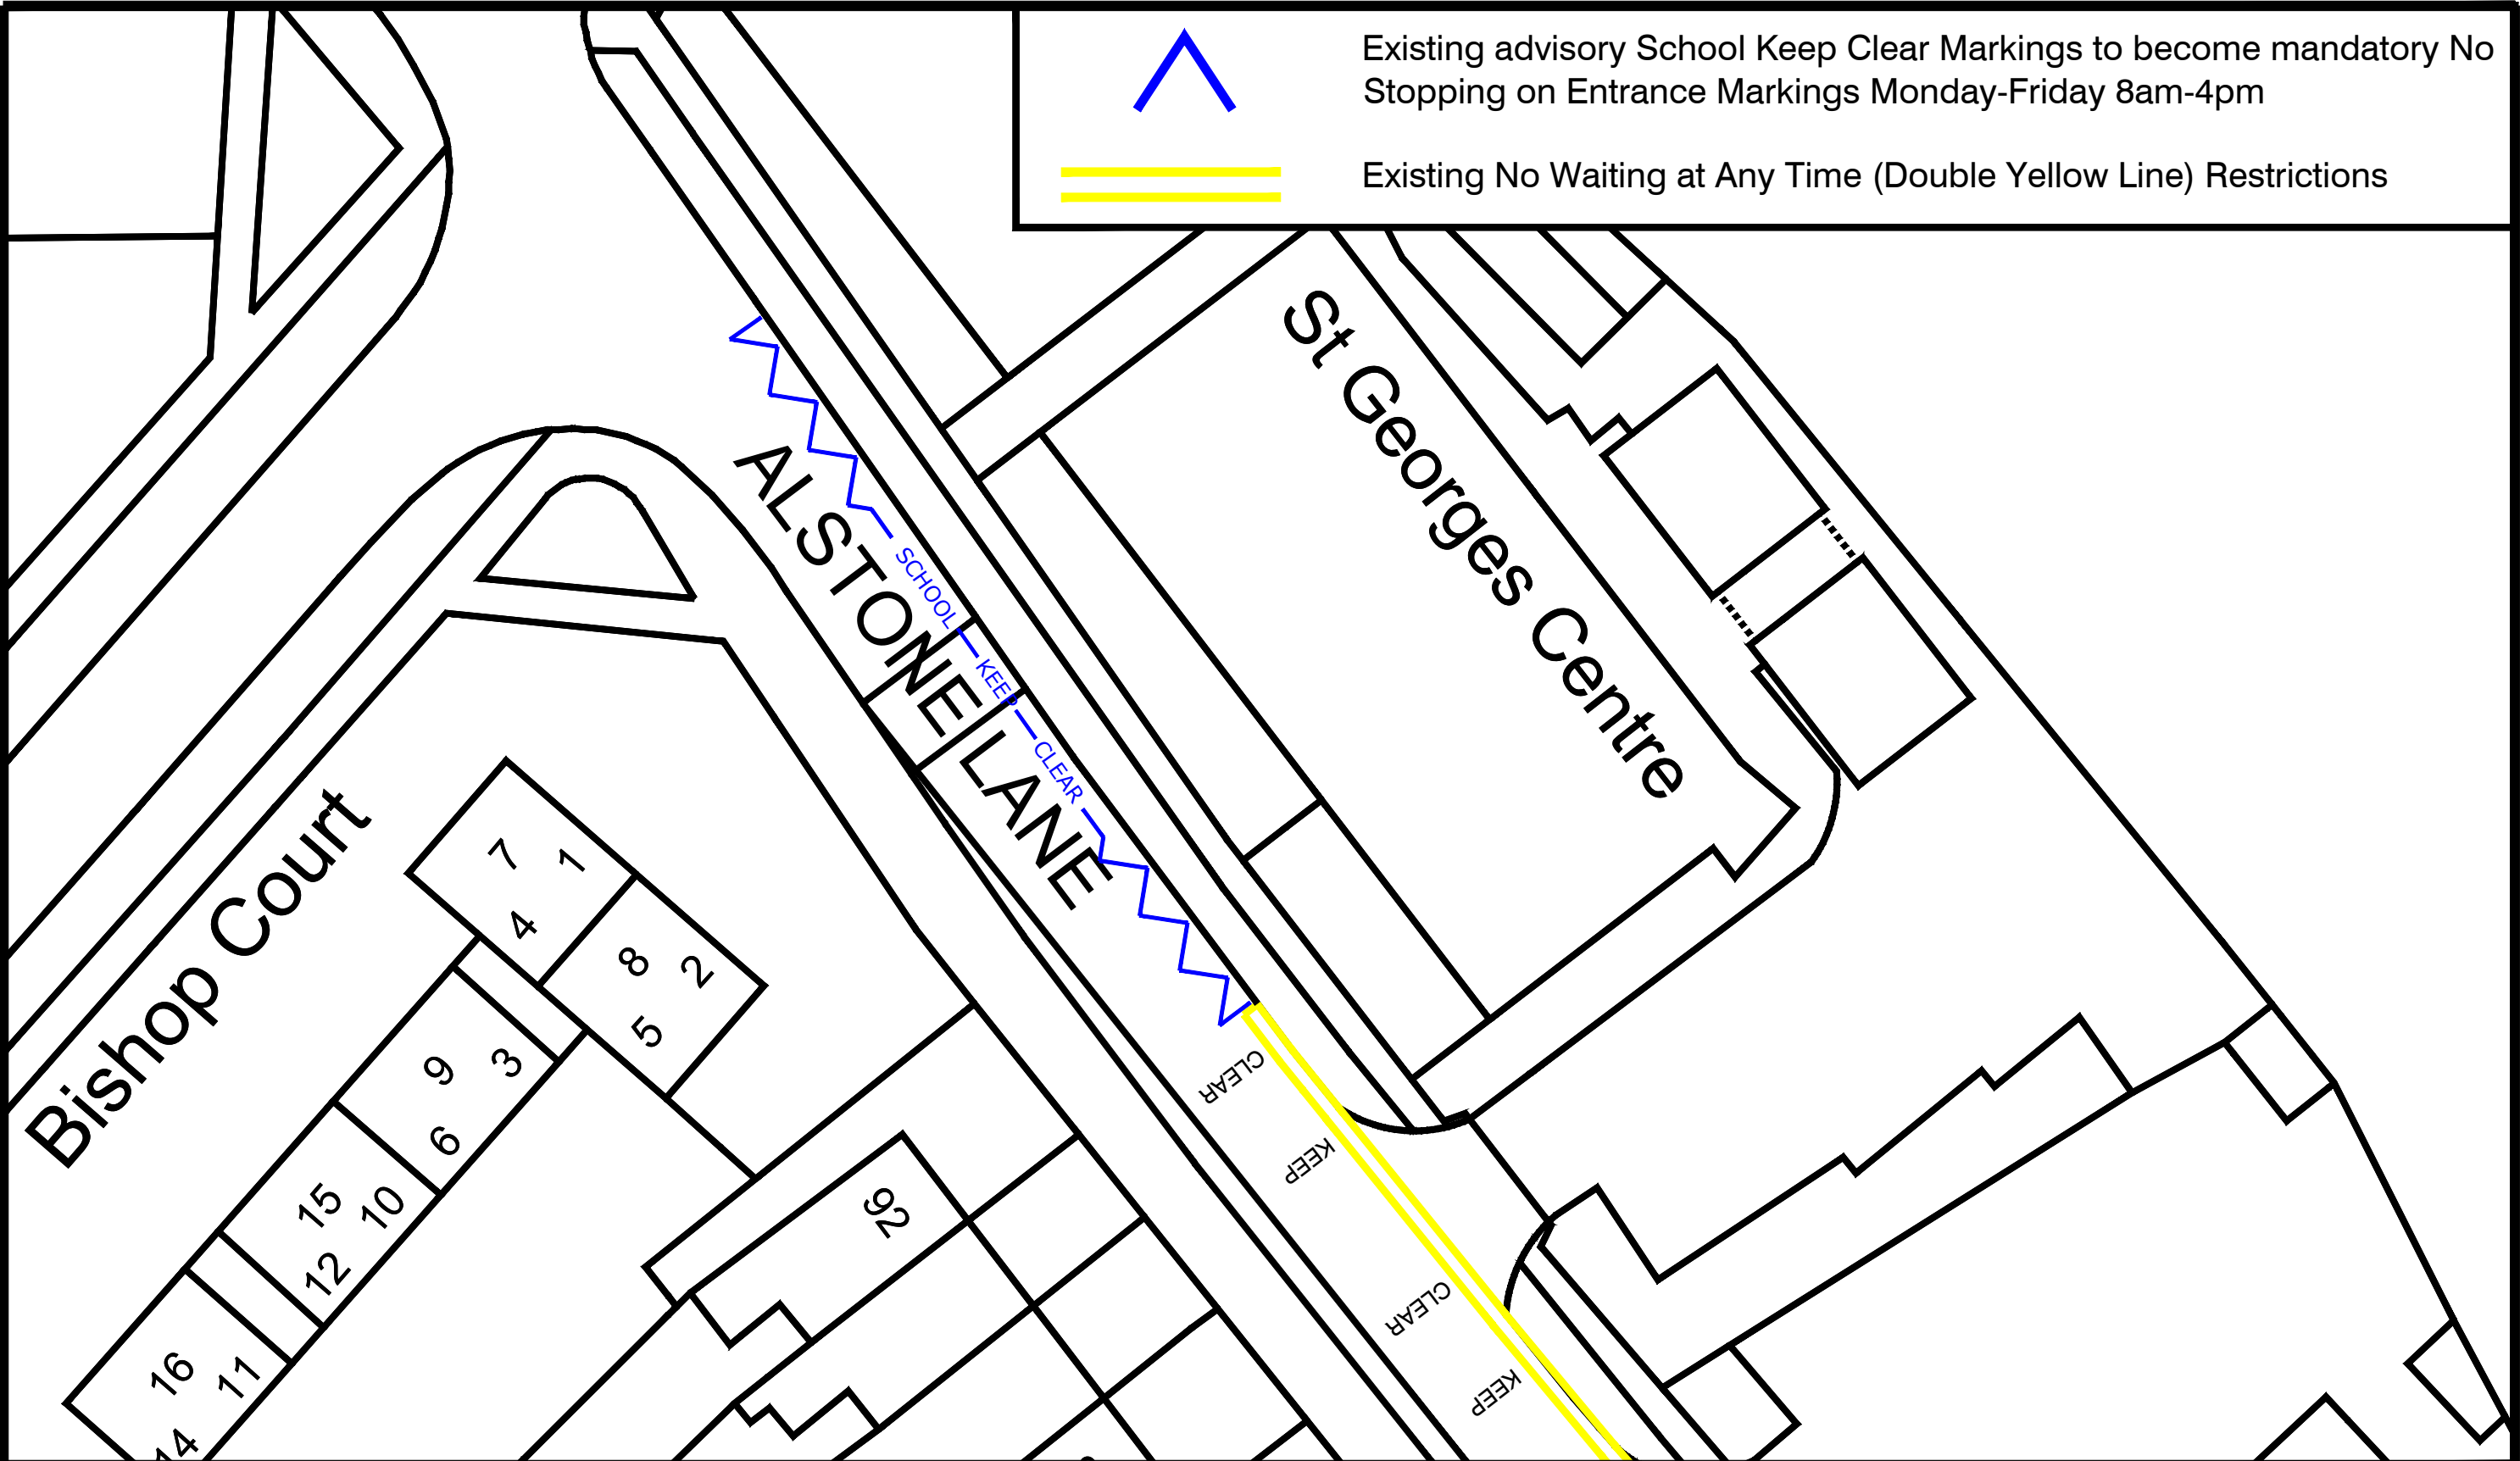 Existing advisory School Keep Clear Markings to become mandatory No
Stopping on Entrance Markings Monday-Friday 8am-4pm
Existing No Waiting at Any Time (Double Yellow Line) Restrictions
St Georges Centre
ALSTONE LANE
SCHOOL
KEEP
CLEAR
Bishop Court
7
1
4
8
2
5
9
3
6
15
10
12
16
11
14
92
CLEAR
KEEP
CLEAR
KEEP